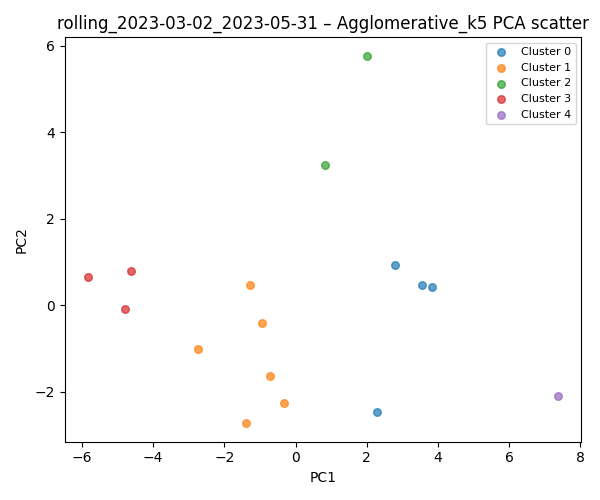 rolling_2023-03-02_2023-05-31 – Agglomerative_k5 PCA scatter
Cluster 0
Cluster 1
Cluster 2
Cluster 3
Cluster 4
PC2
6
4
2
0
−2
−6
−4
−2
0
2
4
6
8
PC1